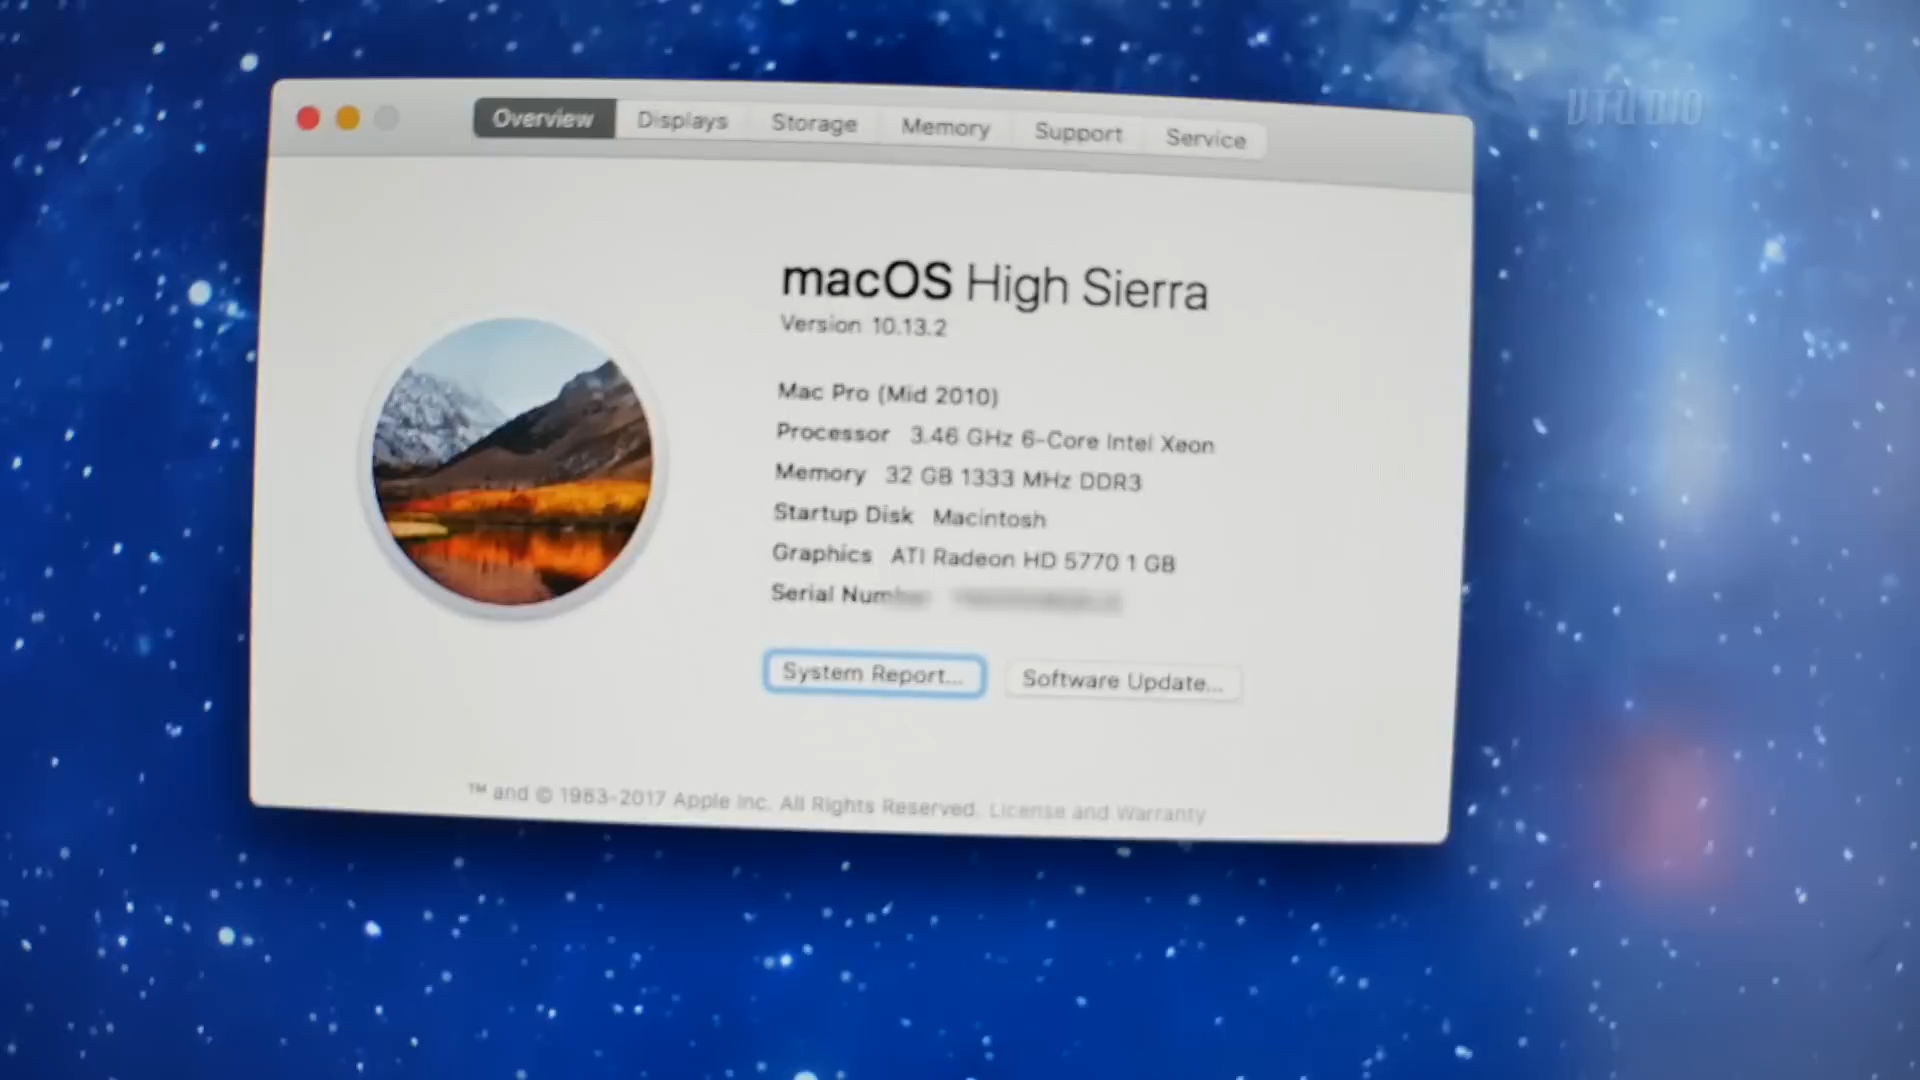 VTUDIO
Overview Displays Storage Memory Support Service
macOS High Sierra
Version 10.13.2
Mac Pro (Mid 2010)
Processor 3.46 GHz 6-Core Intel Xeon
Memory 32 GB 1333 MHz DDR3
Startup Disk Macintosh
Graphics ATI Radeon HD 5770 1 GB
Serial Number
System Report... Software Update...
™ and © 1983-2017 Apple Inc. All Rights Reserved. License and Warranty